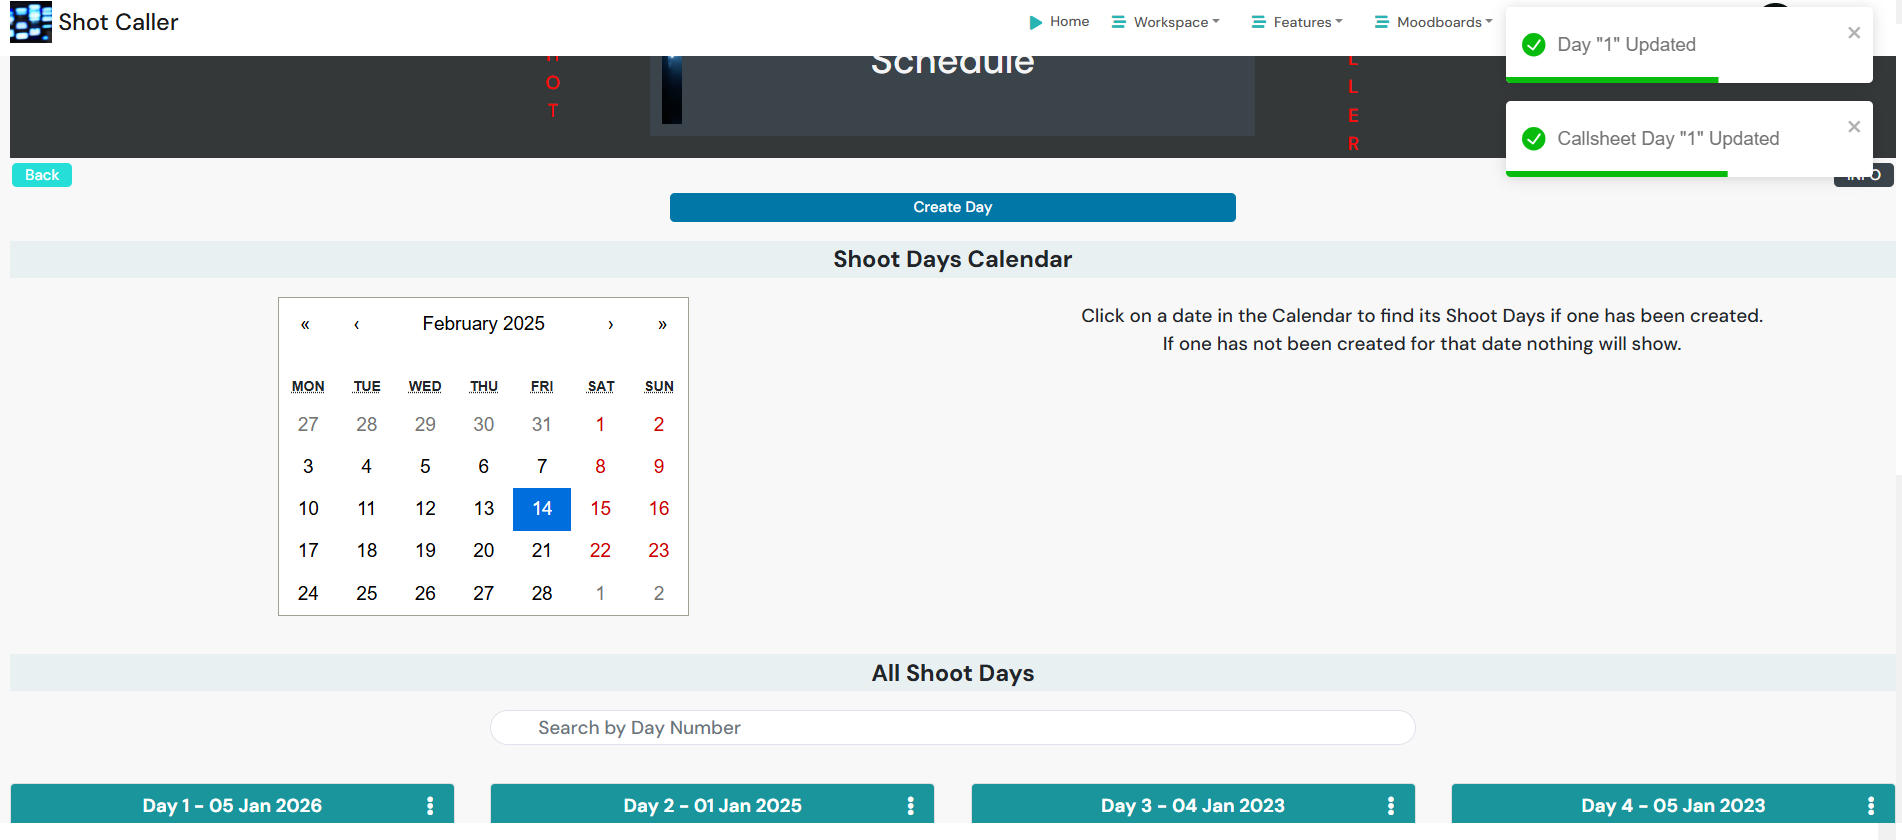 Shot Caller
Home
Workspace
Features
Moodboards
Day "1" Updated
Callsheet Day "1" Updated
Schedule
O
T
L
L
E
R
Back
Create Day
Shoot Days Calendar
« ‹ February 2025 › »
MON TUE WED THU FRI SAT SUN
27 28 29 30 31 1 2
3 4 5 6 7 8 9
10 11 12 13 14 15 16
17 18 19 20 21 22 23
24 25 26 27 28 1 2
Click on a date in the Calendar to find its Shoot Days if one has been created.
If one has not been created for that date nothing will show.
All Shoot Days
Search by Day Number
Day 1 - 05 Jan 2026
Day 2 - 01 Jan 2025
Day 3 - 04 Jan 2023
Day 4 - 05 Jan 2023